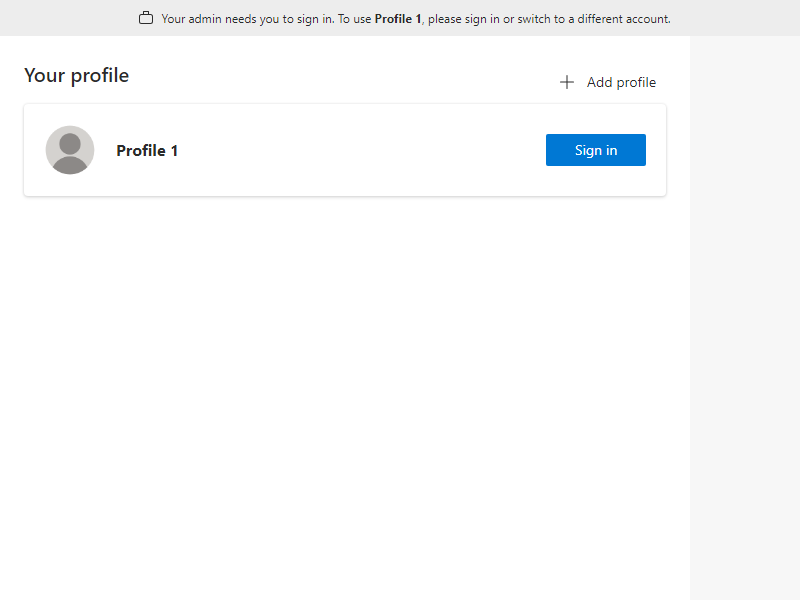 Your admin needs you to sign in. To use Profile 1, please sign in or switch to a different account.
Your profile
Add profile
Profile 1
Sign in